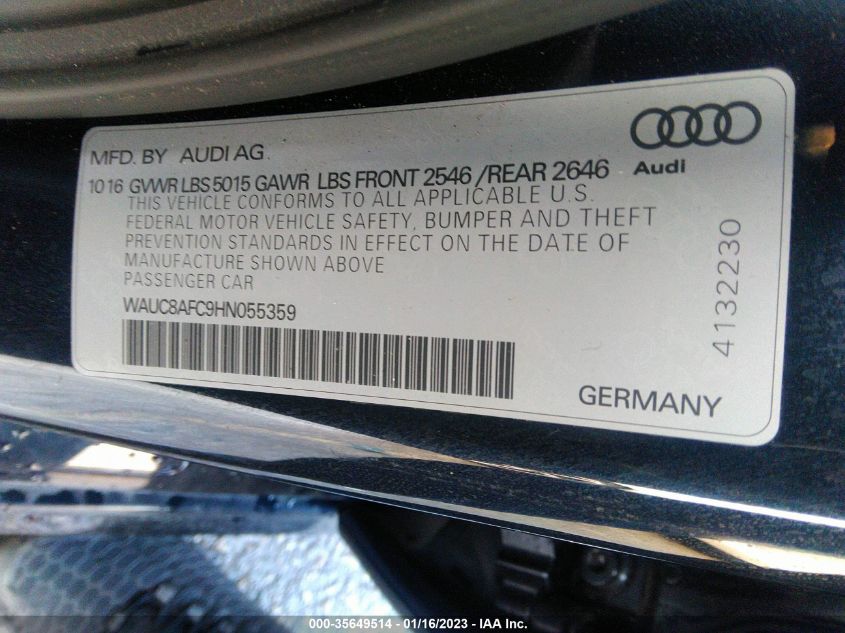 MFD. BY AUDI AG
Audi
10 16 GVWR LBS 5015 GAWR LBS FRONT 2546 / REAR 2646
THIS VEHICLE CONFORMS TO ALL APPLICABLE U.S.
FEDERAL MOTOR VEHICLE SAFETY, BUMPER AND THEFT
PREVENTION STANDARDS IN EFFECT ON THE DATE OF
MANUFACTURE SHOWN ABOVE
PASSENGER CAR
WAUC8AFC9HN055359
4132230
GERMANY
000-35649514 - 01/16/2023 - IAA Inc.